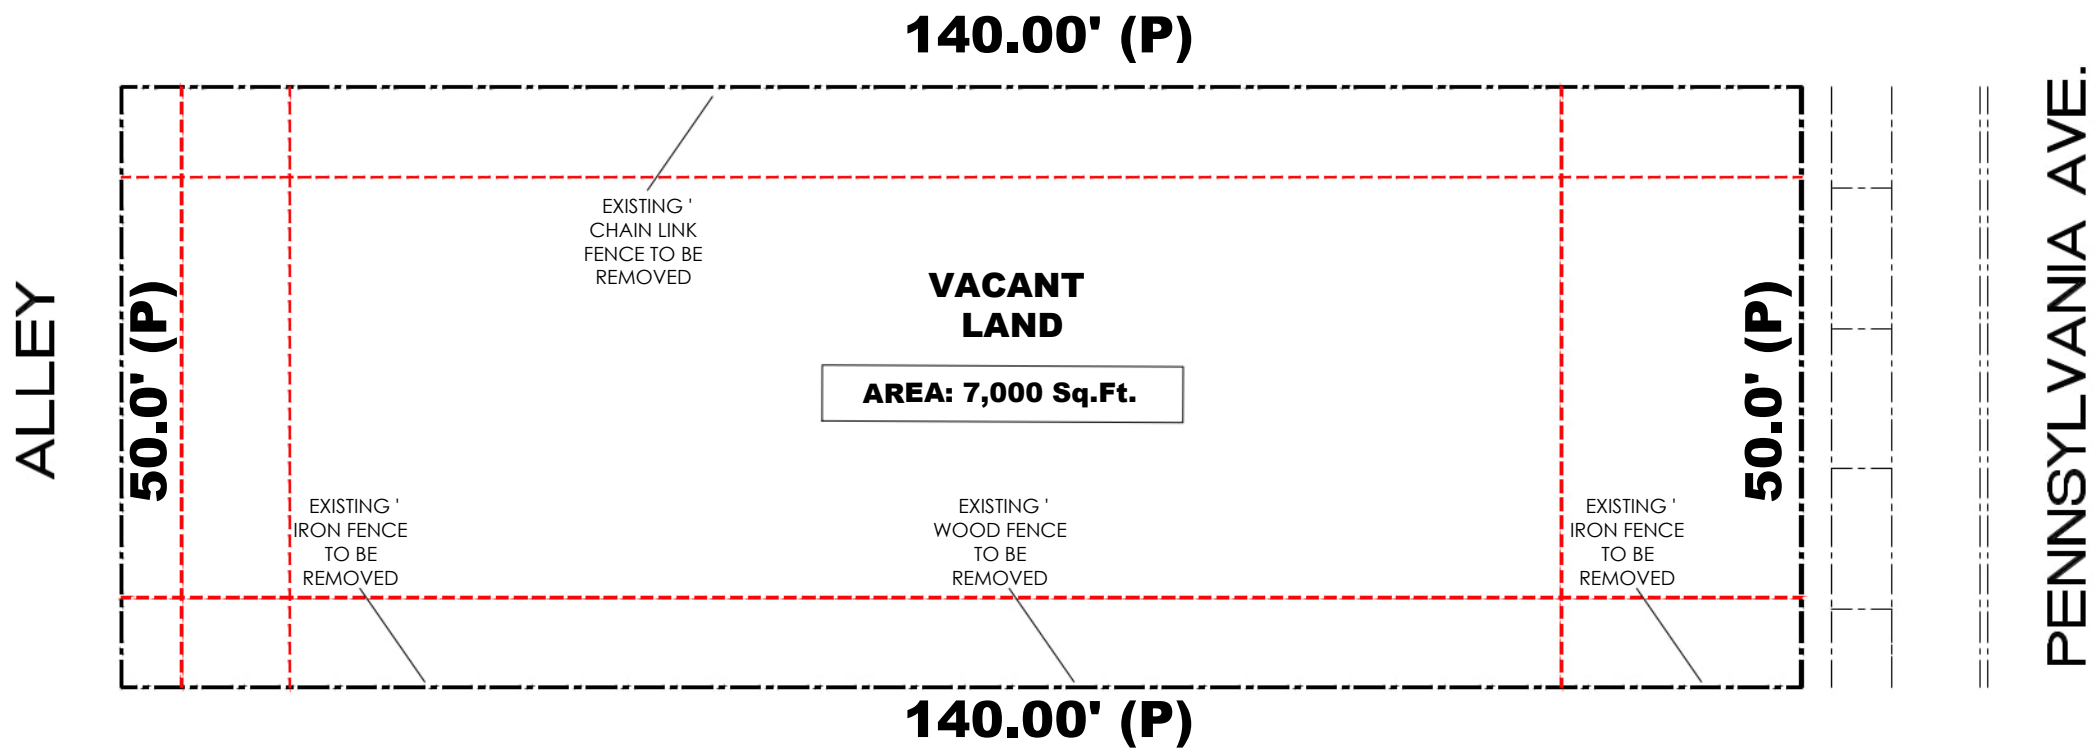 140.00' (P)
ALLEY
50.0' (P)
EXISTING '
CHAIN LINK
FENCE TO BE
REMOVED
VACANT
LAND
AREA: 7,000 Sq.Ft.
50.0' (P)
PENNSYLVANIA AVE.
EXISTING '
IRON FENCE
TO BE
REMOVED
EXISTING '
WOOD FENCE
TO BE
REMOVED
EXISTING '
IRON FENCE
TO BE
REMOVED
140.00' (P)